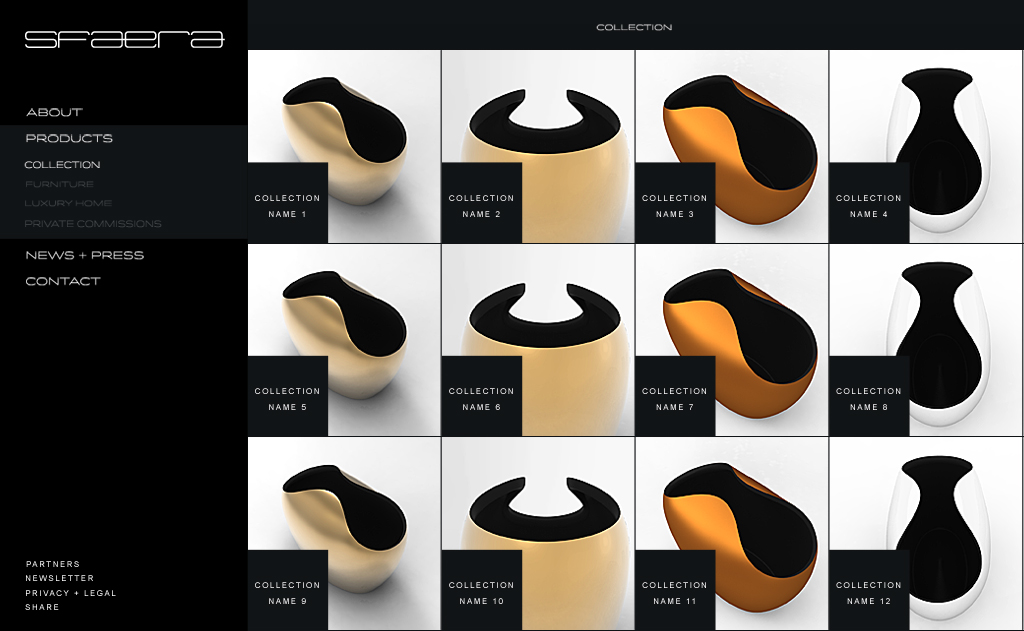 sfaera
COLLECTION
ABOUT
PRODUCTS
COLLECTION
FURNITURE
LUXURY HOME
PRIVATE COMMISSIONS
NEWS + PRESS
CONTACT
PARTNERS
NEWSLETTER
PRIVACY + LEGAL
SHARE
COLLECTION
NAME 1
COLLECTION
NAME 2
COLLECTION
NAME 3
COLLECTION
NAME 4
COLLECTION
NAME 5
COLLECTION
NAME 6
COLLECTION
NAME 7
COLLECTION
NAME 8
COLLECTION
NAME 9
COLLECTION
NAME 10
COLLECTION
NAME 11
COLLECTION
NAME 12